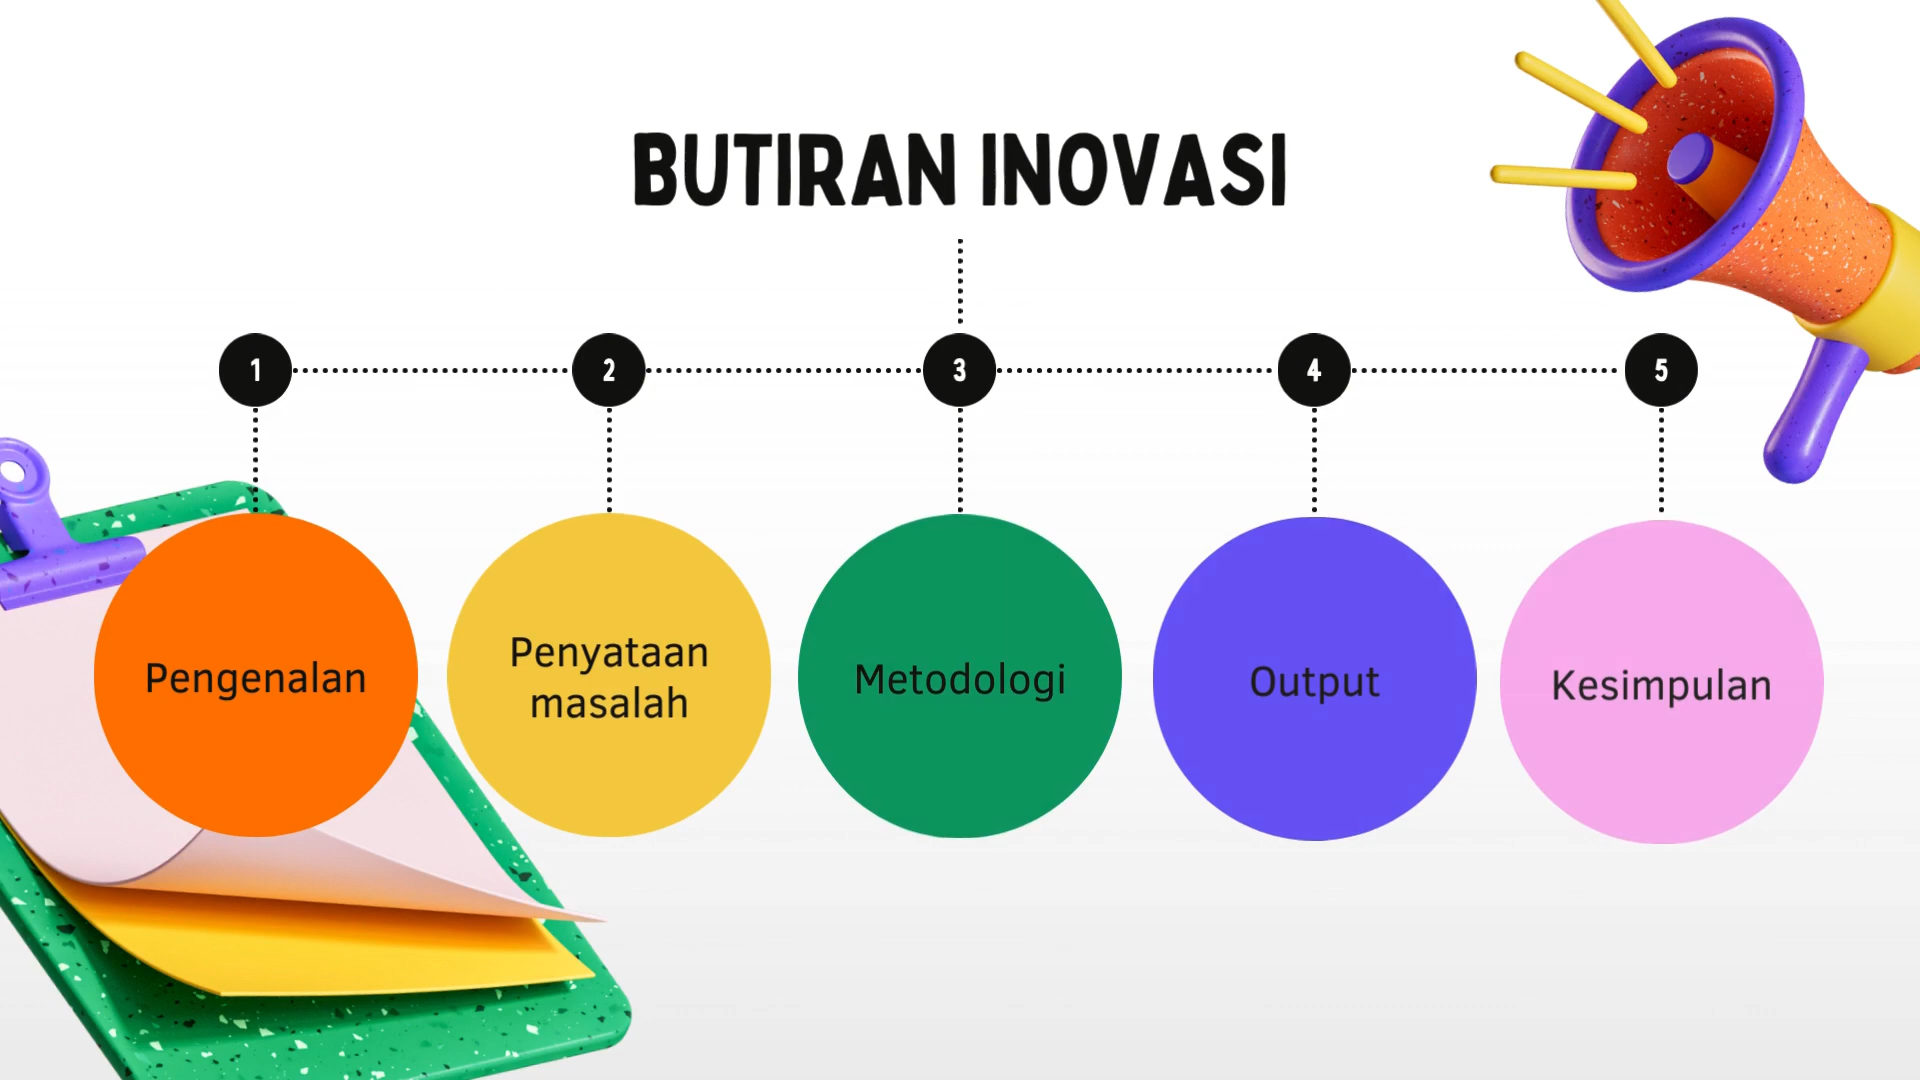 BUTIRAN INOVASI
1
2
3
4
5
Pengenalan
Penyataan
masalah
Metodologi
Output
Kesimpulan